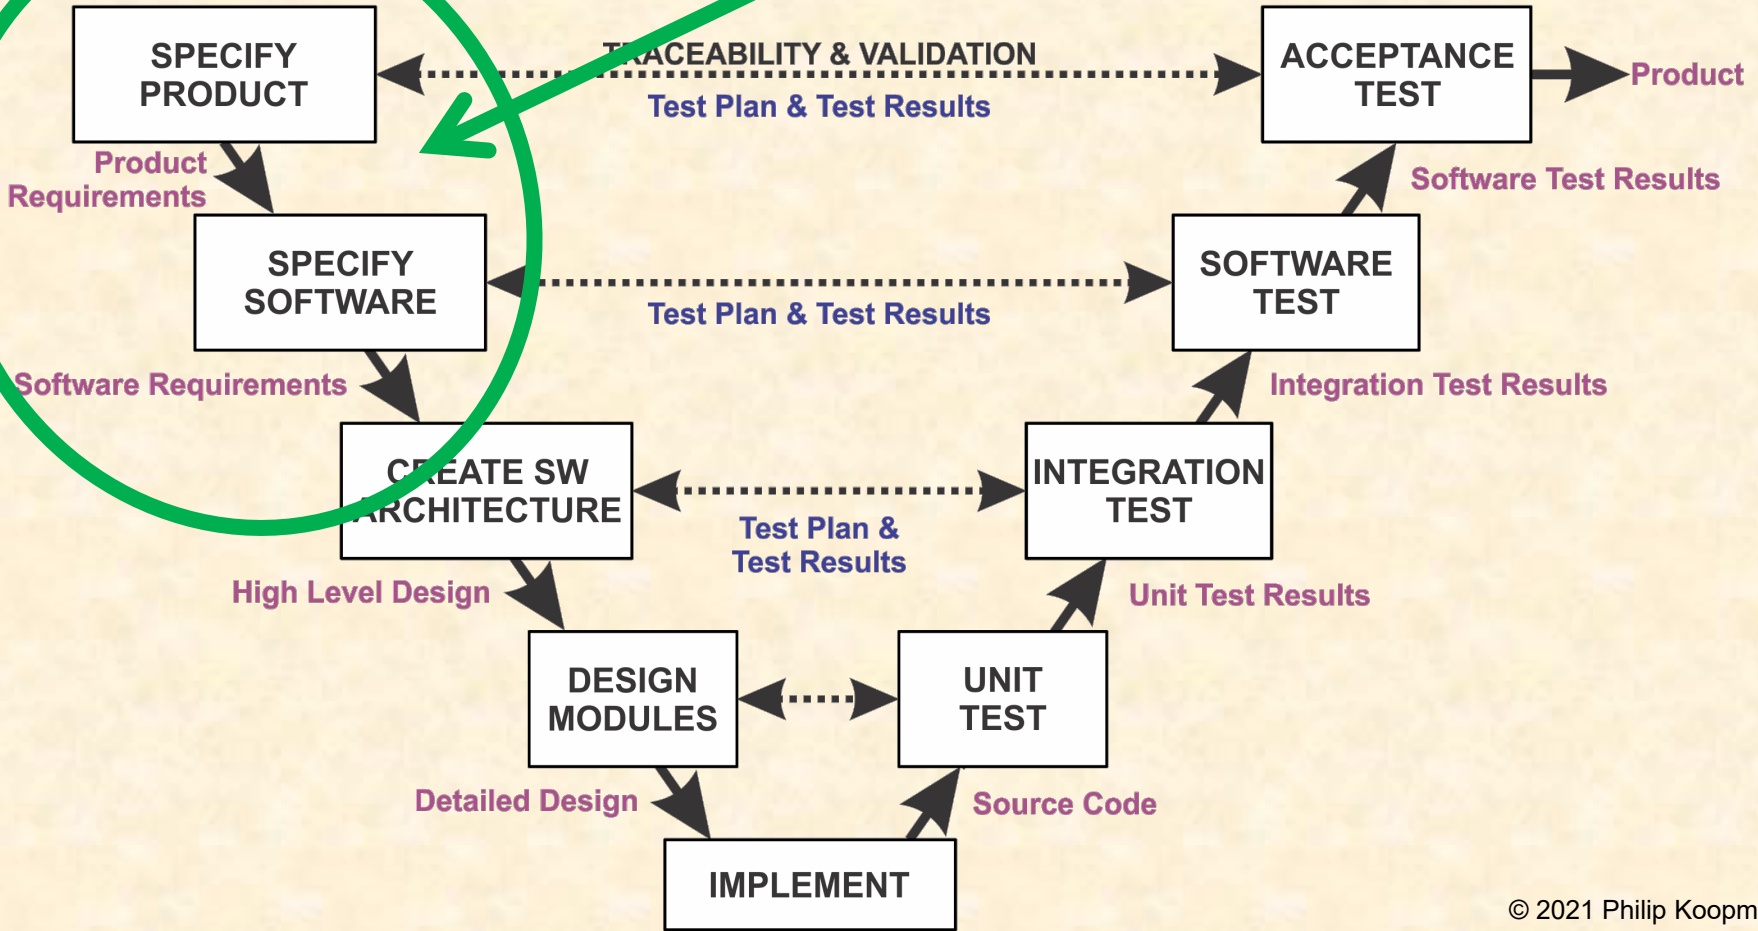 SPECIFY
PRODUCT
TRACEABILITY & VALIDATION
Test Plan & Test Results
ACCEPTANCE
TEST
Product
Product
Requirements
Software Test Results
SPECIFY
SOFTWARE
Test Plan & Test Results
SOFTWARE
TEST
Software Requirements
Integration Test Results
CREATE SW
ARCHITECTURE
Test Plan &
Test Results
INTEGRATION
TEST
High Level Design
Unit Test Results
DESIGN
MODULES
UNIT
TEST
Detailed Design
Source Code
IMPLEMENT
© 2021 Philip Koopm